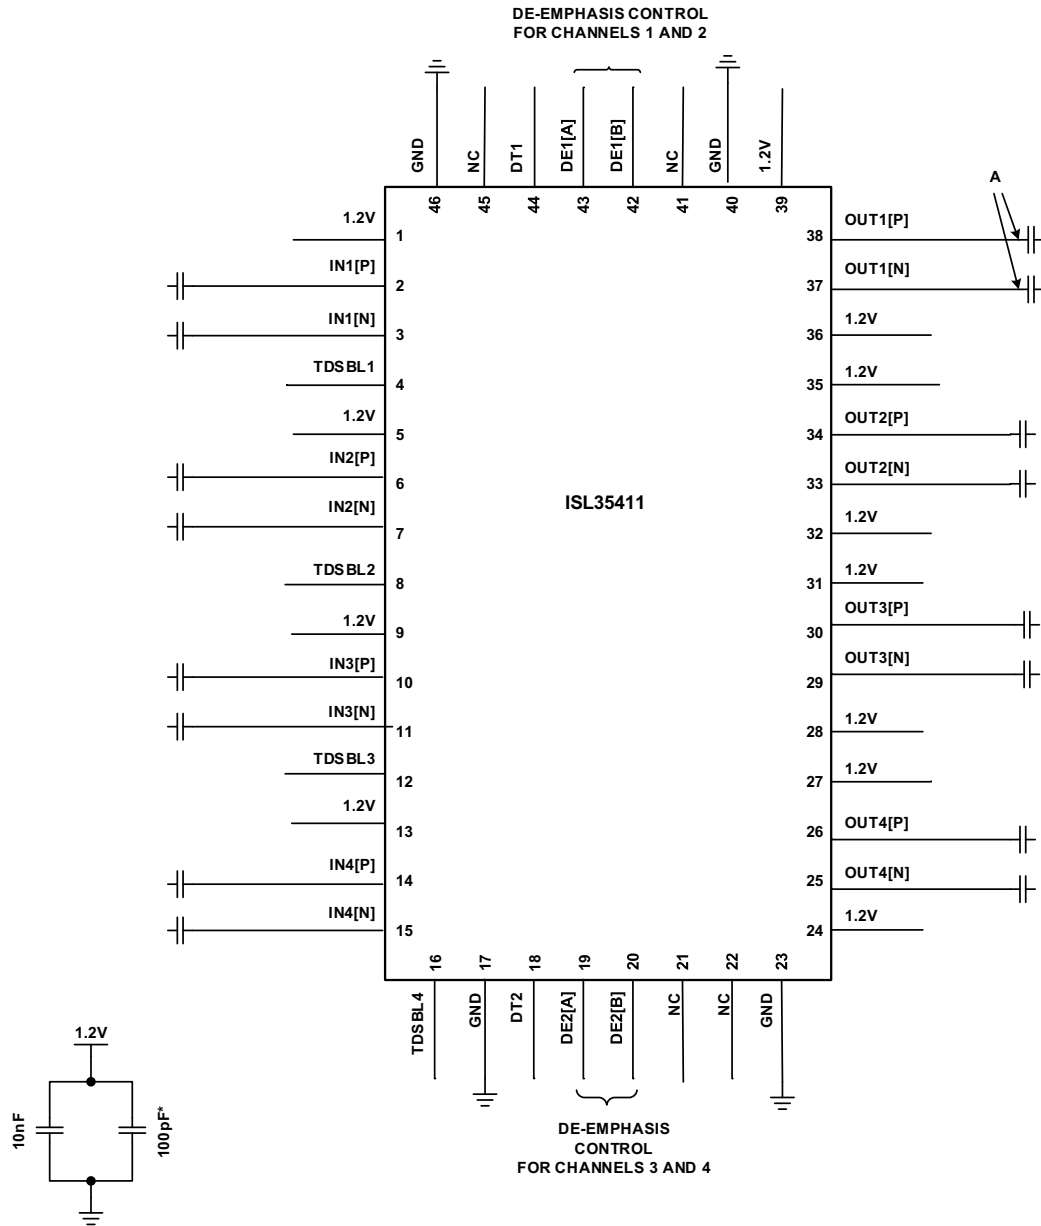 DE-EMPHASIS CONTROL
FOR CHANNELS 1 AND 2
GND
NC
DT1
DE1[A]
DE1[B]
NC
GND
1.2V
46
45
44
43
42
41
40
39
A
1.2V
1
IN1[P]
2
IN1[N]
3
TDSBL1
4
1.2V
5
IN2[P]
6
IN2[N]
7
TDSBL2
8
1.2V
9
IN3[P]
10
IN3[N]
11
TDSBL3
12
1.2V
13
IN4[P]
14
IN4[N]
15
ISL35411
OUT1[P]
38
OUT1[N]
37
1.2V
36
1.2V
35
OUT2[P]
34
OUT2[N]
33
1.2V
32
1.2V
31
OUT3[P]
30
OUT3[N]
29
1.2V
28
1.2V
27
OUT4[P]
26
OUT4[N]
25
1.2V
24
16
17
18
19
20
21
22
23
TDSBL4
GND
DT2
DE2[A]
DE2[B]
NC
NC
GND
DE-EMPHASIS
CONTROL
FOR CHANNELS 3 AND 4
1.2V
10nF
100pF*